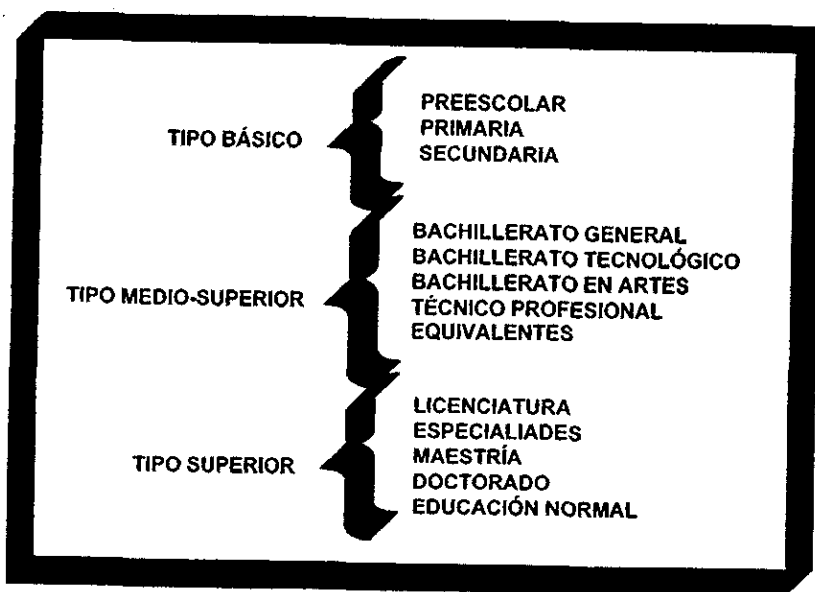 TIPO BÁSICO
PREESCOLAR
PRIMARIA
SECUNDARIA
TIPO MEDIO-SUPERIOR
BACHILLERATO GENERAL
BACHILLERATO TECNOLÓGICO
BACHILLERATO EN ARTES
TÉCNICO PROFESIONAL
EQUIVALENTES
TIPO SUPERIOR
LICENCIATURA
ESPECIALIADES
MAESTRÍA
DOCTORADO
EDUCACIÓN NORMAL